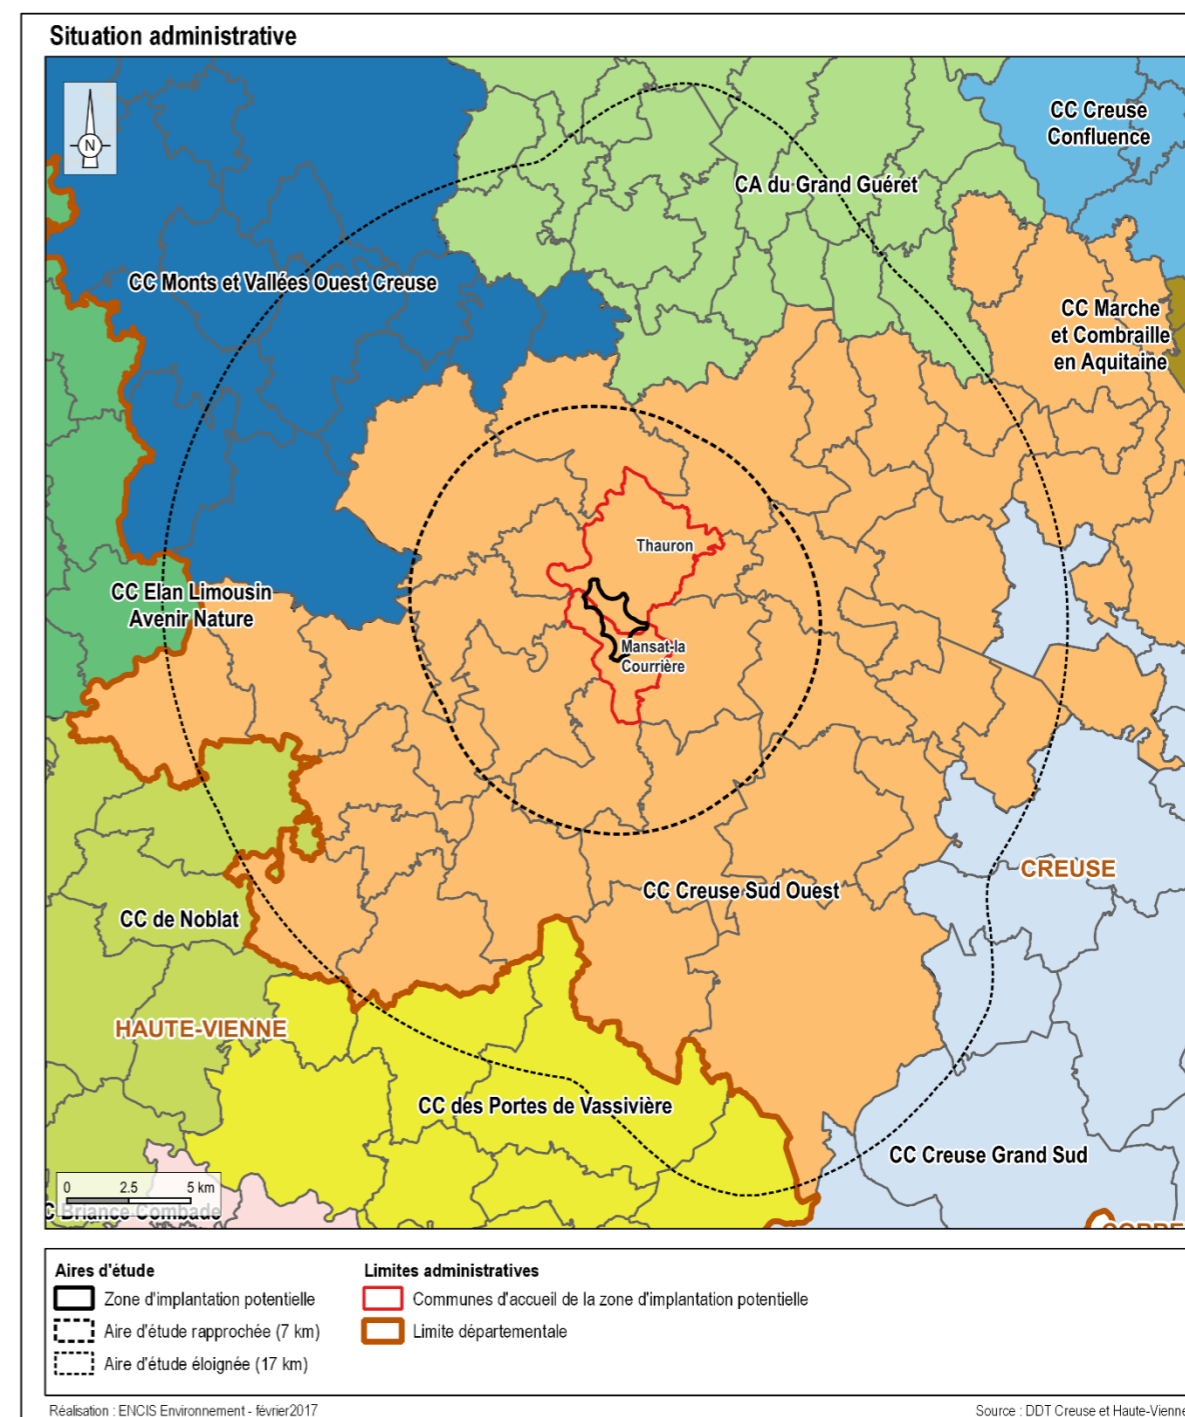 Situation administrative
N
CC Creuse
Confluence
CA du Grand Guéret
CC Monts et Vallées Ouest Creuse
CC Marche
et Combraille
en Aquitaine
Thauron
CC Elan Limousin
Avenir Nature
Mansat-la
Courrière
CREUSE
CC Creuse Sud Ouest
CC de Noblat
HAUTE-VIENNE
CC des Portes de Vassivière
CC Creuse Grand Sud
0 2.5 5 km
C Briance Combade
CORRE
Aires d'étude
Zone d'implantation potentielle
Aire d'étude rapprochée (7 km)
Aire d'étude éloignée (17 km)
Limites administratives
Communes d'accueil de la zone d'implantation potentielle
Limite départementale
Réalisation : ENCIS Environnement - février2017
Source : DDT Creuse et Haute-Vienne